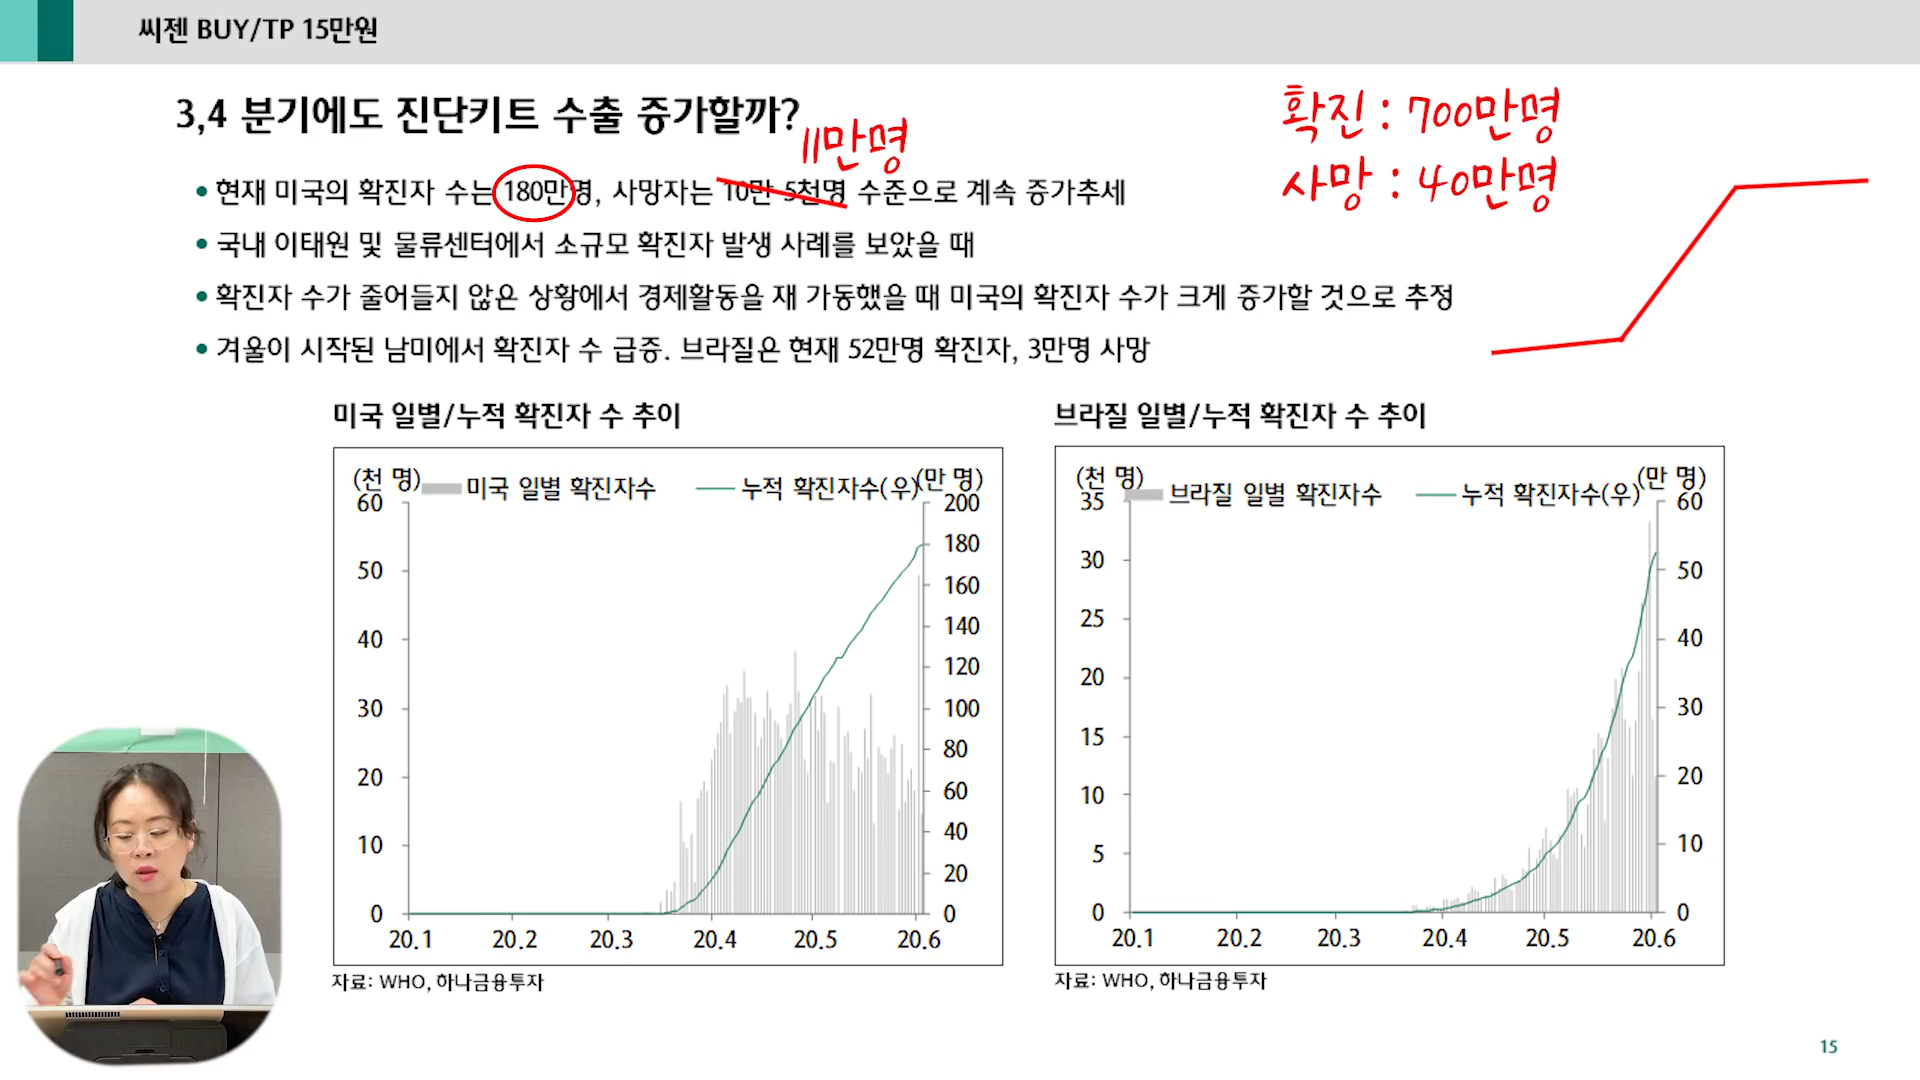 씨젠 BUY/TP 15만원
3,4 분기에도 진단키트 수출 증가할까?
11만명
확진 : 700만명
사망 : 40만명
• 현재 미국의 확진자 수는 180만명, 사망자는 10만 5천명 수준으로 계속 증가추세
• 국내 이태원 및 물류센터에서 소규모 확진자 발생 사례를 보았을 때
• 확진자 수가 줄어들지 않은 상황에서 경제활동을 재 가동했을 때 미국의 확진자 수가 크게 증가할 것으로 추정
• 겨울이 시작된 남미에서 확진자 수 급증. 브라질은 현재 52만명 확진자, 3만명 사망
미국 일별/누적 확진자 수 추이
(천 명)
미국 일별 확진자수
누적 확진자수(우)
(만 명)
60
50
40
30
20
10
0
200
180
160
140
120
100
80
60
40
20
0
20.1 20.2 20.3 20.4 20.5 20.6
자료: WHO, 하나금융투자
브라질 일별/누적 확진자 수 추이
(천 명)
브라질 일별 확진자수
누적 확진자수(우)
(만 명)
35
30
25
20
15
10
5
0
60
50
40
30
20
10
0
20.1 20.2 20.3 20.4 20.5 20.6
자료: WHO, 하나금융투자
15